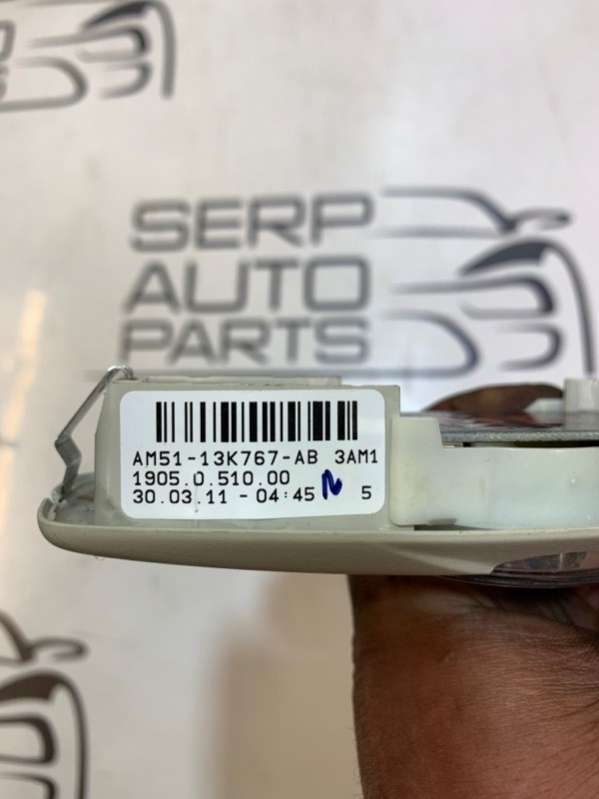 SERP
AUTO
PARTS
AM51-13K767-AB 3AM1
1905.0.510.00
30.03.11 - 04:45 N 5